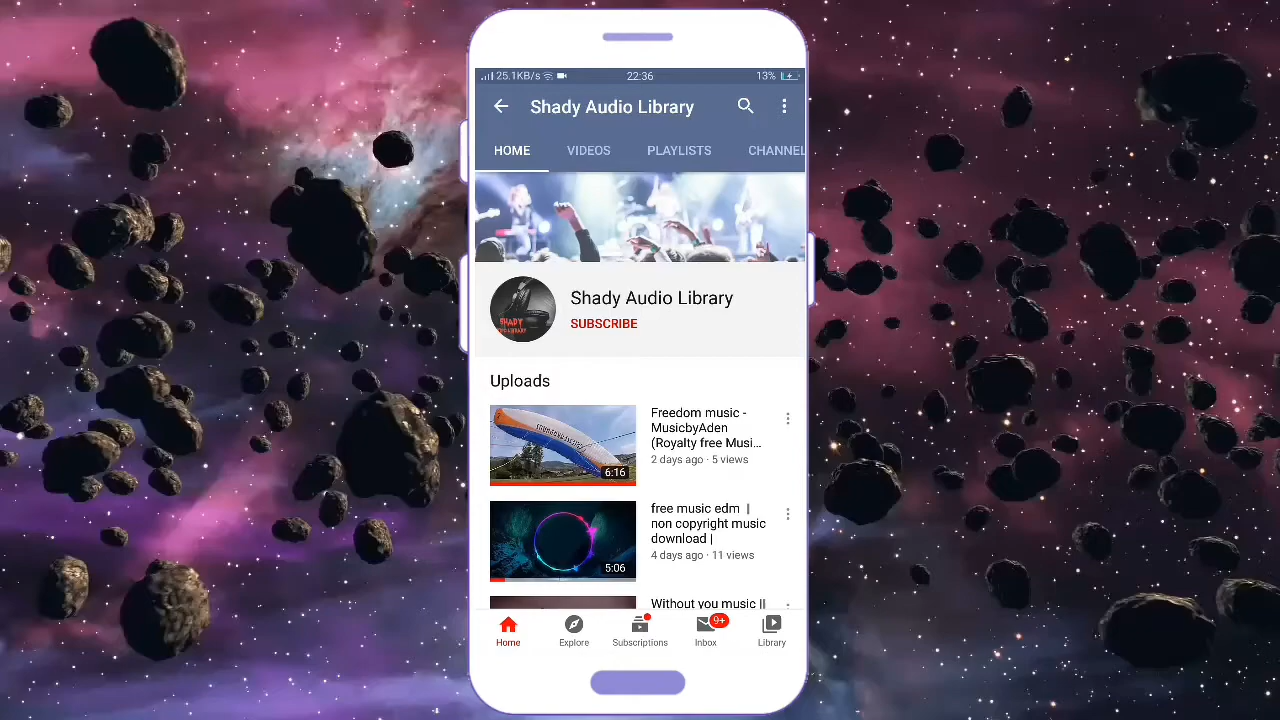 25.1KB/s
22:36
13%
Shady Audio Library
HOME
VIDEOS
PLAYLISTS
CHANNEL
SHADY
Shady Audio Library
SUBSCRIBE
Uploads
6:16
Freedom music -
MusicbyAden
(Royalty free Musi...
2 days ago · 5 views
5:06
free music edm ||
non copyright music
download |
4 days ago · 11 views
Without you music ||
Home
Explore
Subscriptions
9+
Inbox
Library